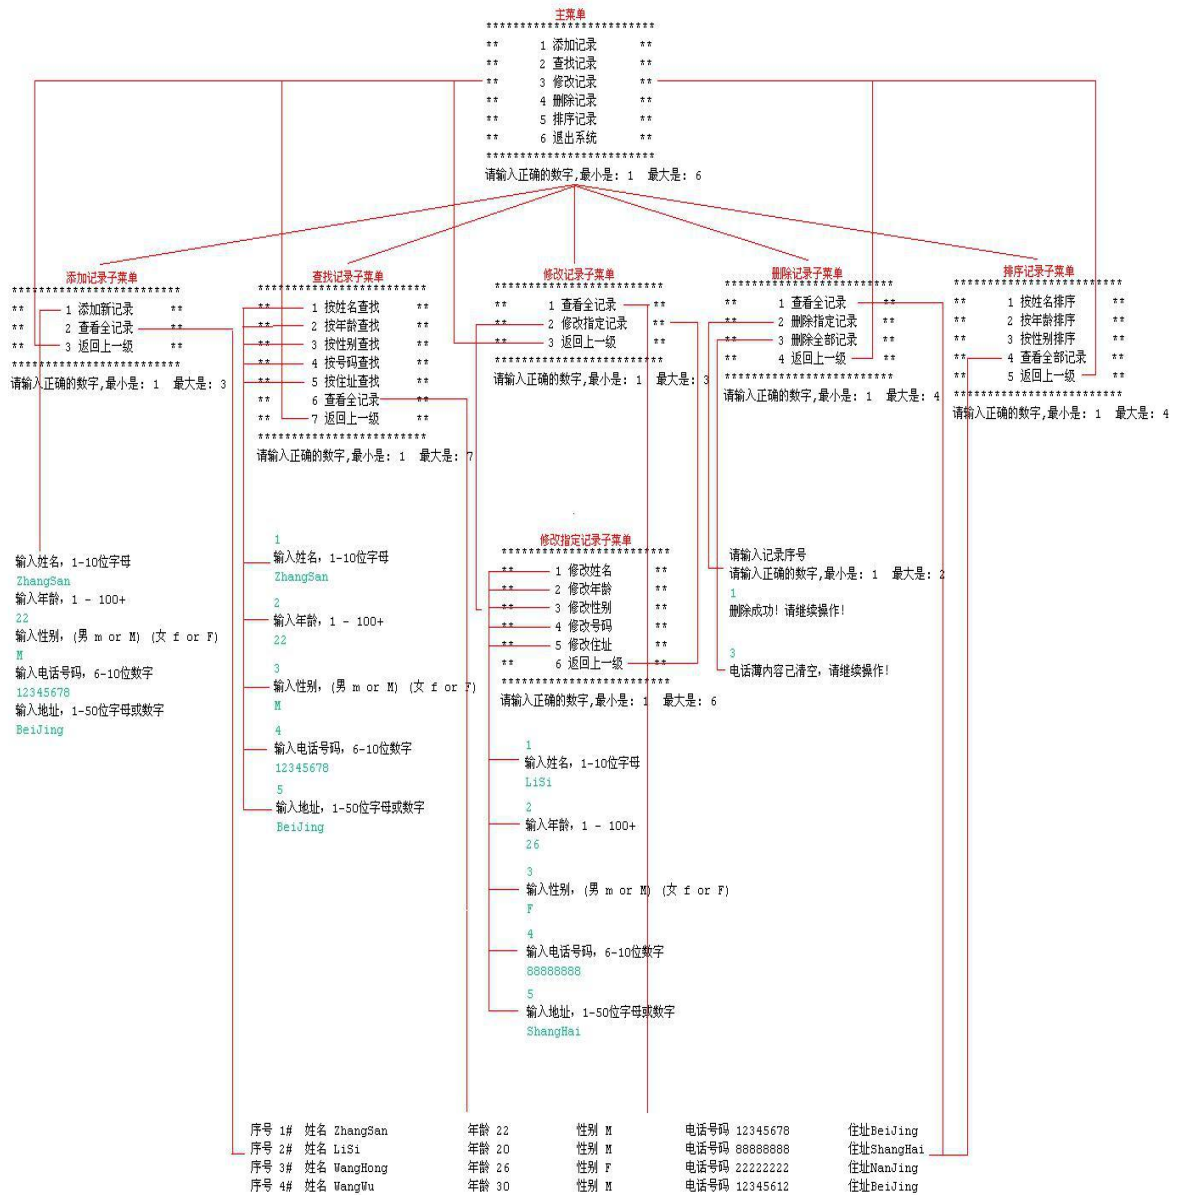 主菜单
************************
** 1 添加记录 **
** 2 查找记录 **
** 3 修改记录 **
** 4 删除记录 **
** 5 排序记录 **
** 6 退出系统 **
************************
请输入正确的数字,最小是: 1 最大是: 6
添加记录子菜单
************************
** 1 添加新记录 **
** 2 查看全记录 **
** 3 返回上一级 **
************************
请输入正确的数字,最小是: 1 最大是: 3
查找记录子菜单
************************
** 1 按姓名查找 **
** 2 按年龄查找 **
** 3 按性别查找 **
** 4 按号码查找 **
** 5 按住址查找 **
** 6 查看全记录 **
** 7 返回上一级 **
************************
请输入正确的数字,最小是: 1 最大是: 7
修改记录子菜单
************************
** 1 查看全记录 **
** 2 修改指定记录 **
** 3 返回上一级 **
************************
请输入正确的数字,最小是: 1 最大是: 3
删除记录子菜单
************************
** 1 查看全记录 **
** 2 删除指定记录 **
** 3 删除全部记录 **
** 4 返回上一级 **
************************
请输入正确的数字,最小是: 1 最大是: 4
排序记录子菜单
************************
** 1 按姓名排序 **
** 2 按年龄排序 **
** 3 按性别排序 **
** 4 查看全部记录 **
** 5 返回上一级 **
************************
请输入正确的数字,最小是: 1 最大是: 4
输入姓名, 1-10位字母
ZhangSan
输入年龄, 1 - 100+
22
输入性别, (男 m or M) (女 f or F)
M
输入电话号码, 6-10位数字
12345678
输入地址, 1-50位字母或数字
BeiJing
1
输入姓名, 1-10位字母
ZhangSan
2
输入年龄, 1 - 100+
22
3
输入性别, (男 m or M) (女 f or F)
M
4
输入电话号码, 6-10位数字
12345678
5
输入地址, 1-50位字母或数字
BeiJing
修改指定记录子菜单
************************
** 1 修改姓名 **
** 2 修改年龄 **
** 3 修改性别 **
** 4 修改号码 **
** 5 修改住址 **
** 6 返回上一级 **
************************
请输入正确的数字,最小是: 1 最大是: 6
1
输入姓名, 1-10位字母
LiSi
2
输入年龄, 1 - 100+
26
3
输入性别, (男 m or M) (女 f or F)
F
4
输入电话号码, 6-10位数字
88888888
5
输入地址, 1-50位字母或数字
ShangHai
请输入记录序号
请输入正确的数字,最小是: 1 最大是: 2
1
删除成功! 请继续操作!
3
电话薄内容已清空, 请继续操作!
序号 1# 姓名 ZhangSan 年龄 22 性别 M 电话号码 12345678 住址BeiJing
序号 2# 姓名 LiSi 年龄 20 性别 M 电话号码 88888888 住址ShangHai
序号 3# 姓名 WangHong 年龄 26 性别 F 电话号码 22222222 住址NanJing
序号 4# 姓名 WangWu 年龄 30 性别 M 电话号码 12345612 住址BeiJing